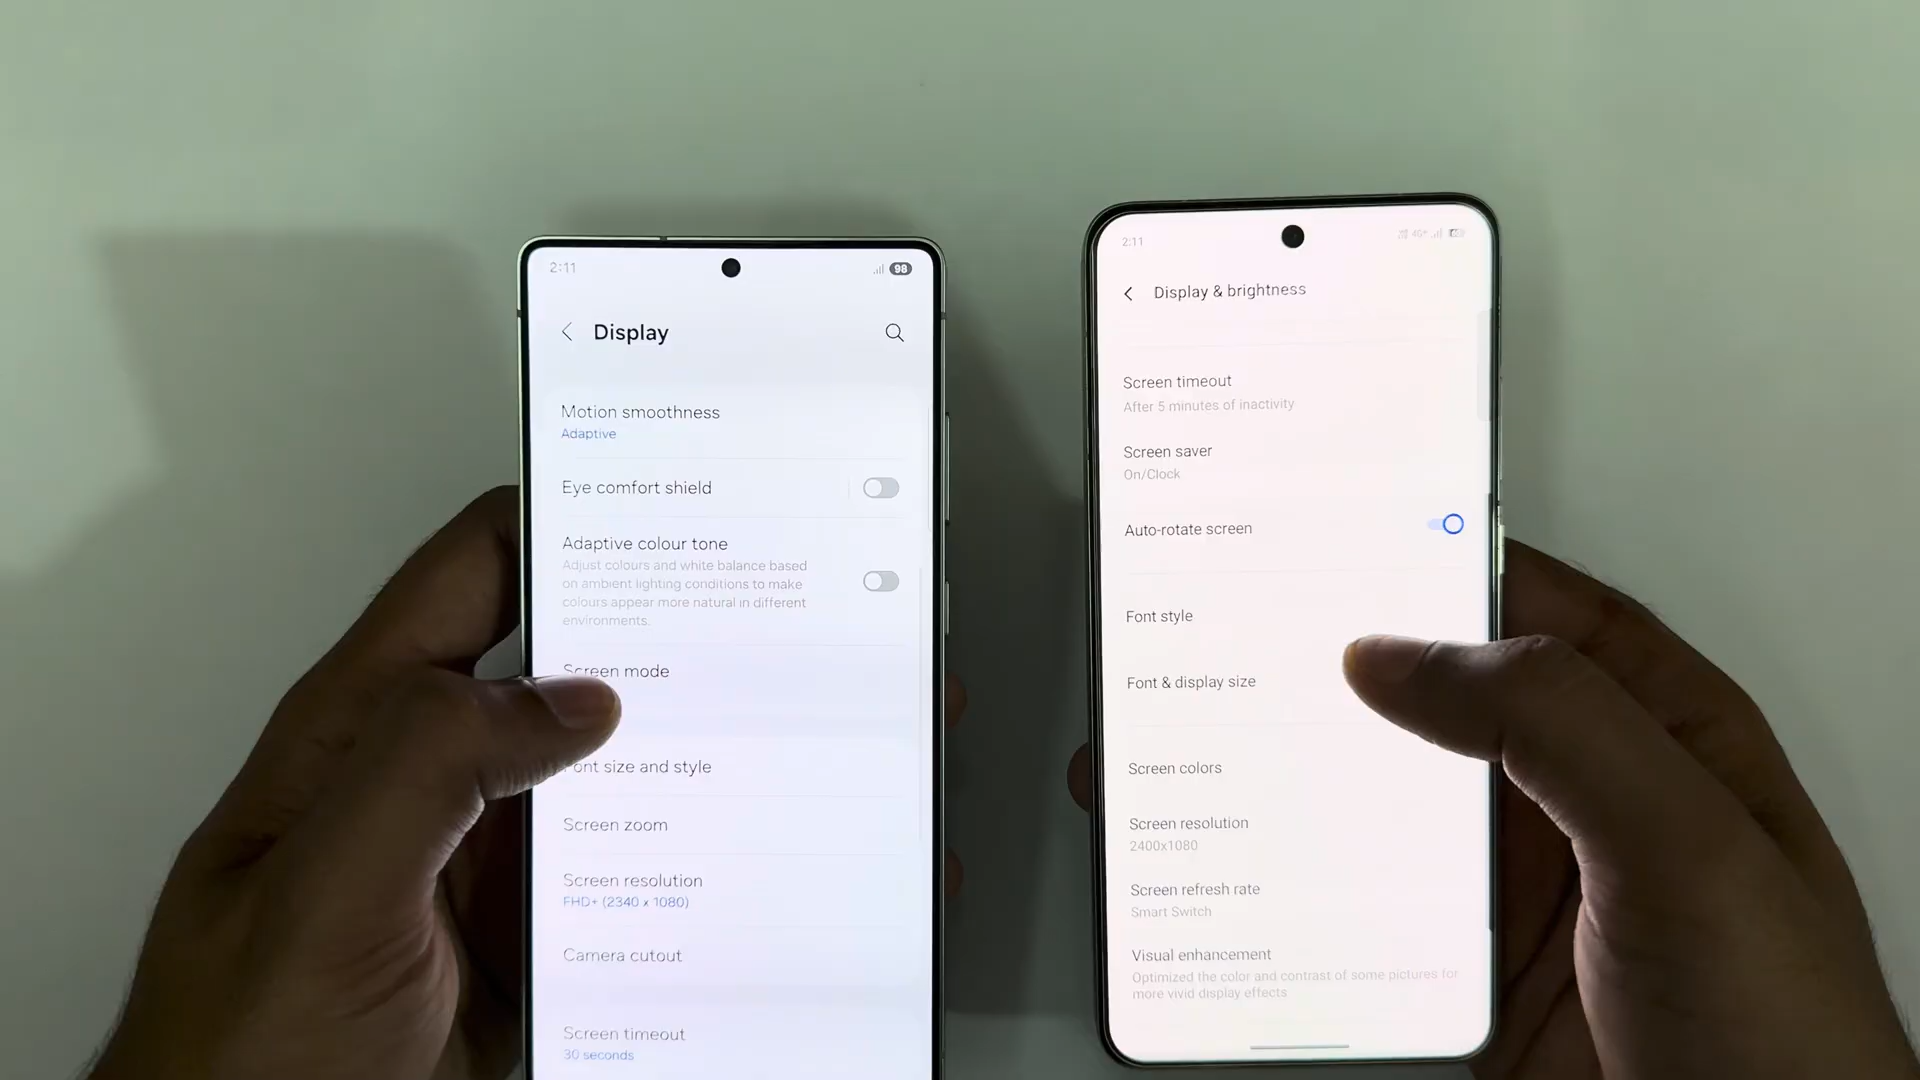 2:11
98
Display
Motion smoothness
Adaptive
Eye comfort shield
Adaptive colour tone
Adjust colours and white balance based
on ambient lighting conditions to make
colours appear more natural in different
environments.
Screen mode
ont size and style
Screen zoom
Screen resolution
FHD+ (2340 x 1080)
Camera cutout
Screen timeout
30 seconds
2:11
4G+
Display & brightness
Screen timeout
After 5 minutes of inactivity
Screen saver
On/Clock
Auto-rotate screen
Font style
Font & display size
Screen colors
Screen resolution
2400x1080
Screen refresh rate
Smart Switch
Visual enhancement
Optimized the color and contrast of some pictures for
more vivid display effects